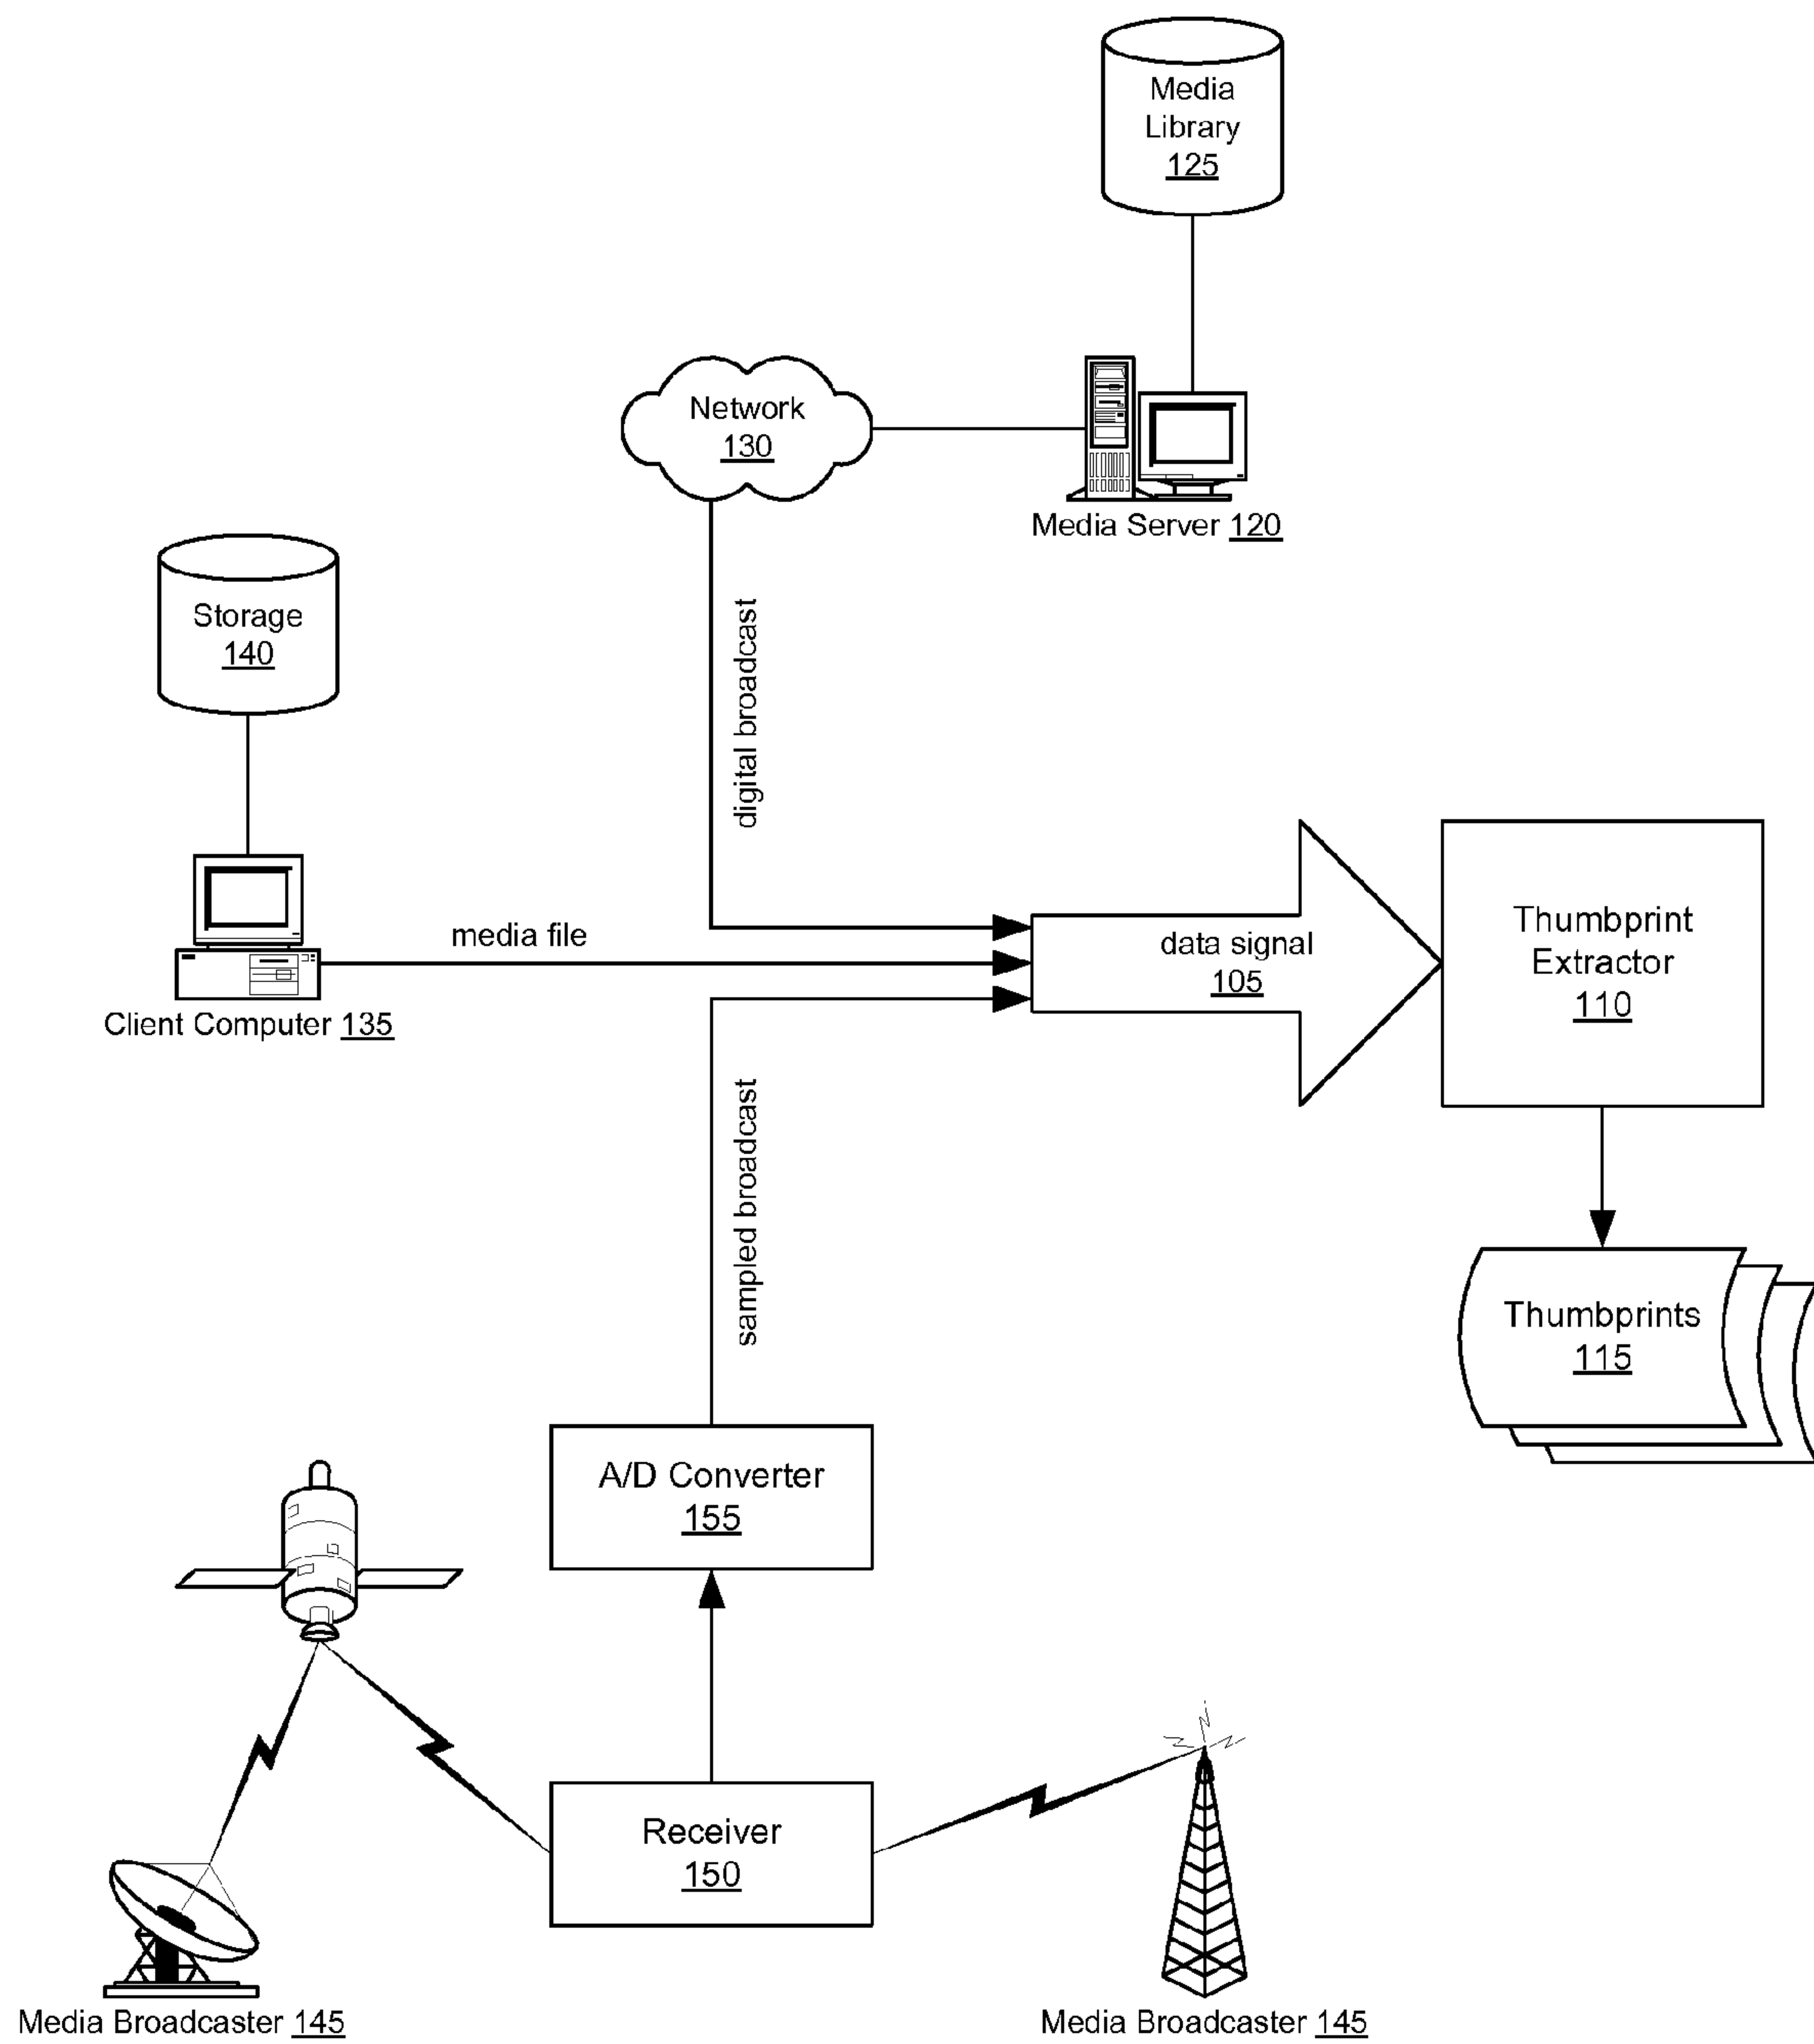 Media
Library
125
Network
130
Media Server 120
Storage
140
digital broadcast
media file
Client Computer 135
data signal
105
Thumbprint
Extractor
110
sampled broadcast
Thumbprints
115
A/D Converter
155
Receiver
150
Media Broadcaster 145
Media Broadcaster 145